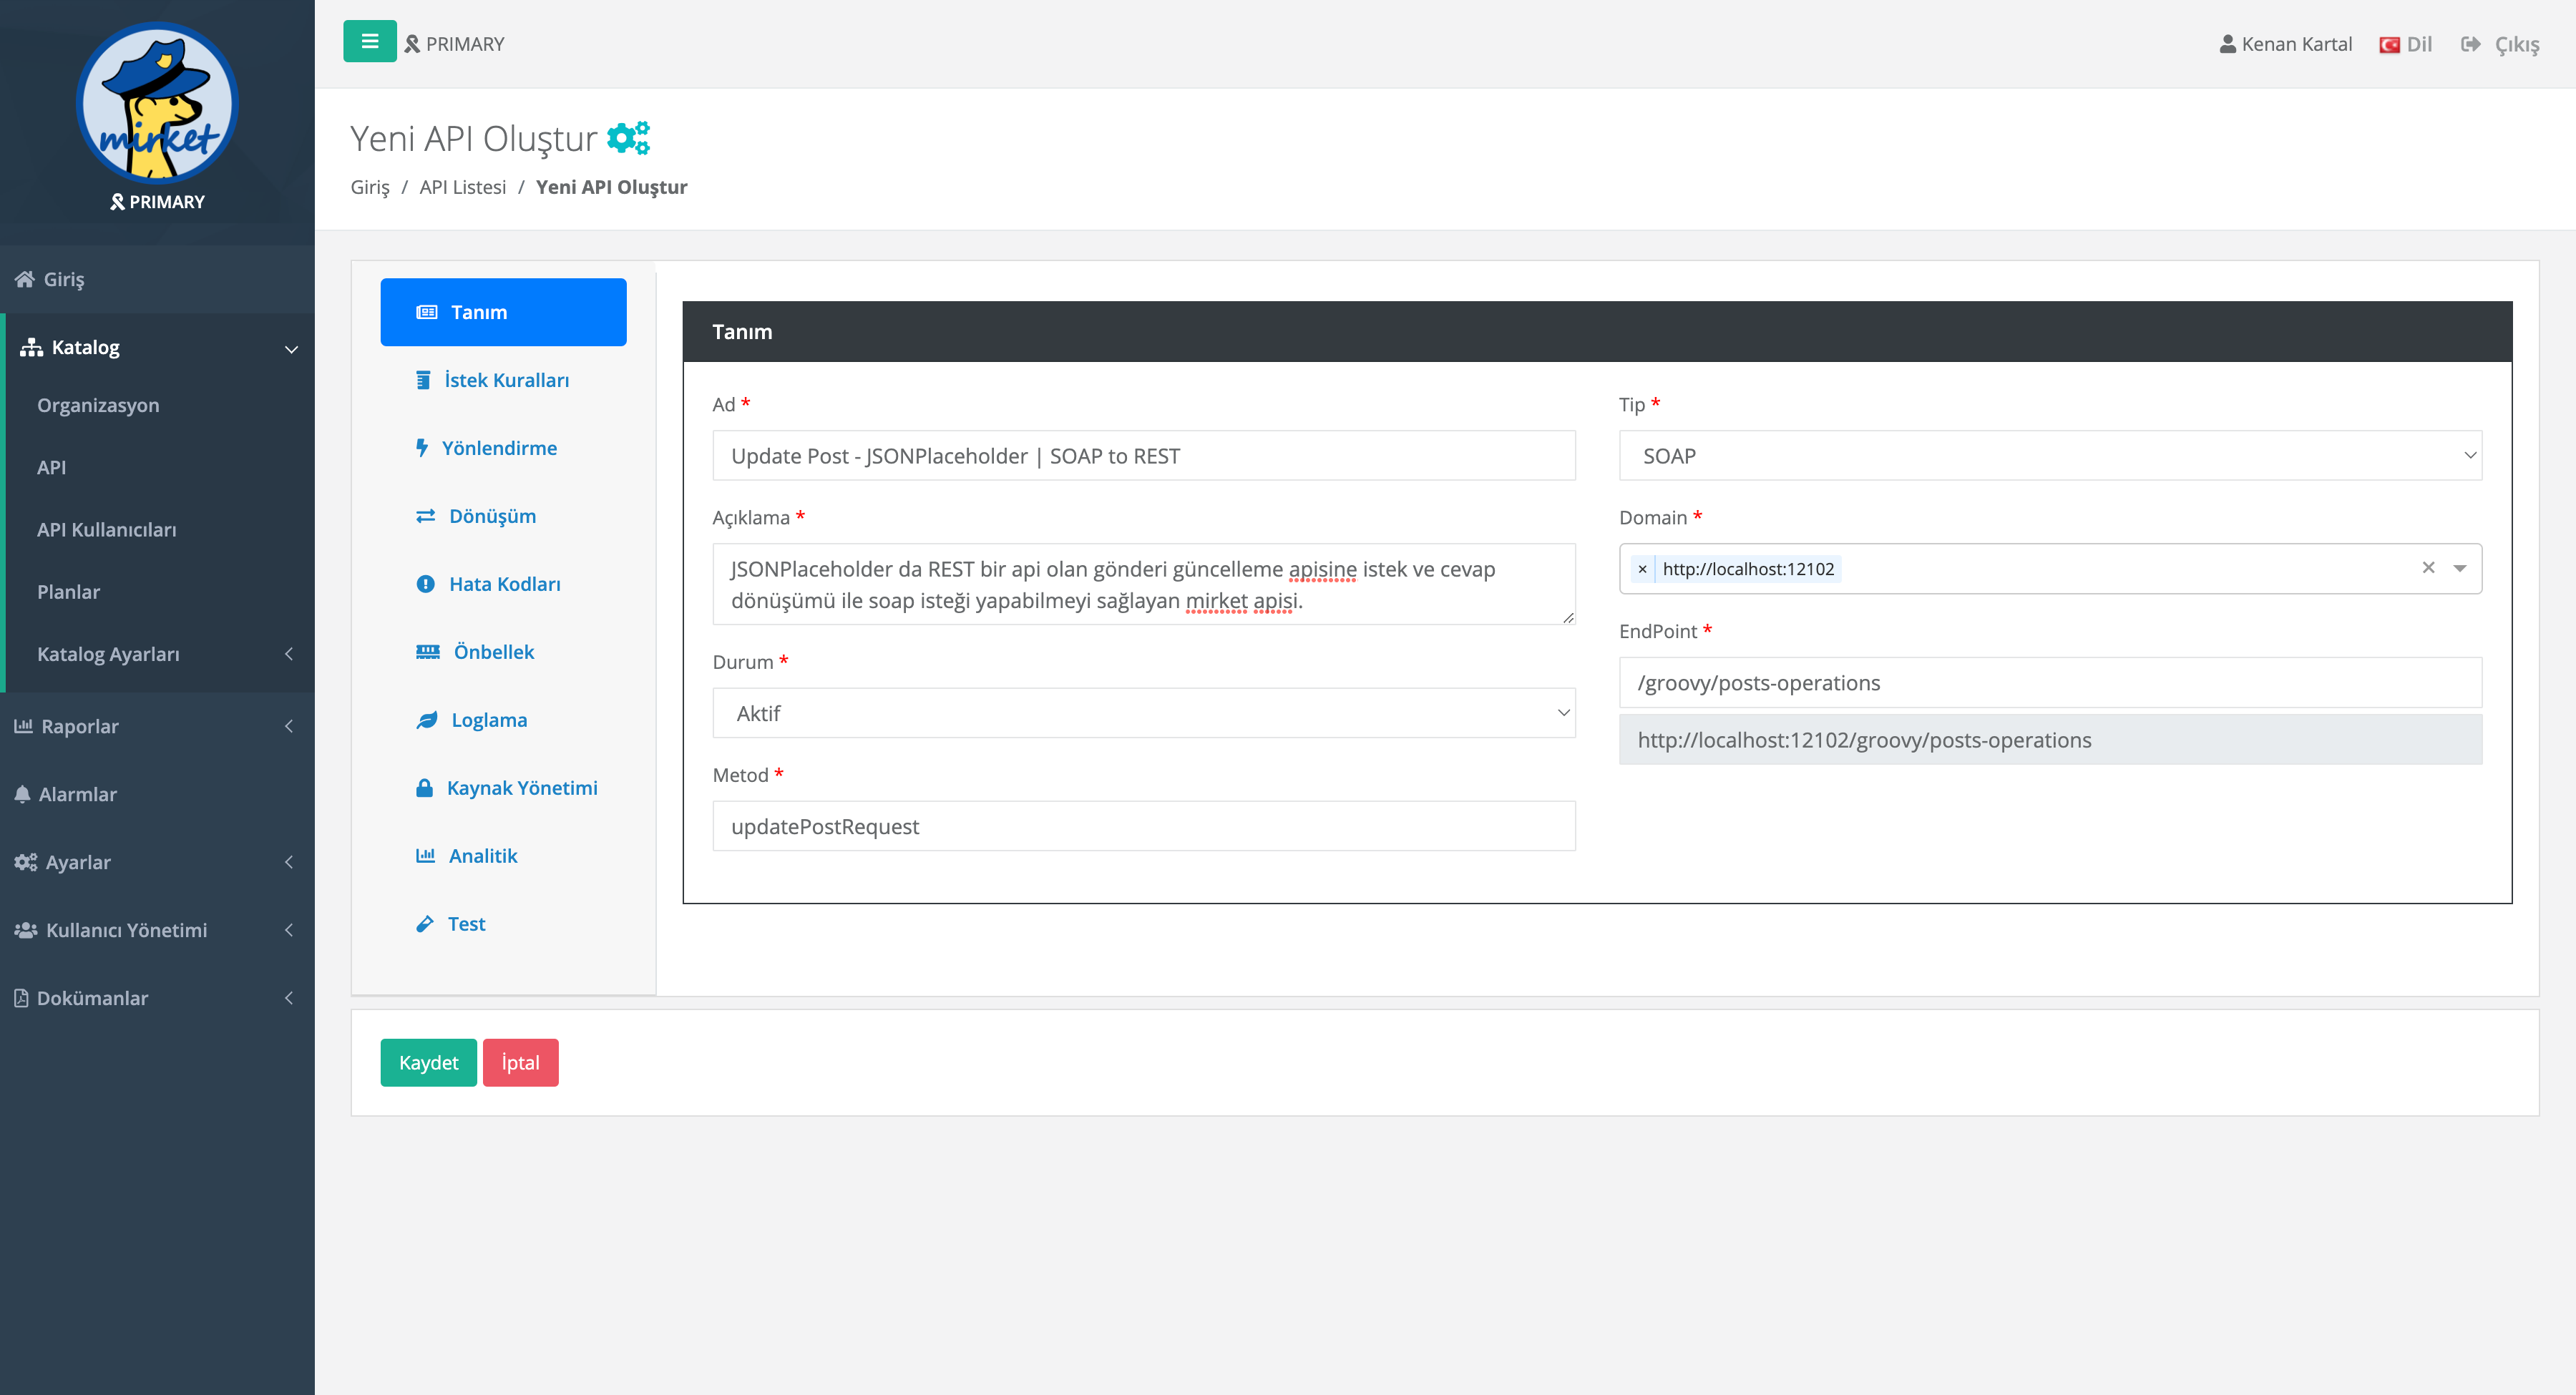 mirket
PRIMARY
Giriş
Katalog
Organizasyon
API
API Kullanıcıları
Planlar
Katalog Ayarları
Raporlar
Alarmlar
Ayarlar
Kullanıcı Yönetimi
Dokümanlar
PRIMARY
Kenan Kartal
Dil
Çıkış
Yeni API Oluştur
Giriş / API Listesi / Yeni API Oluştur
Tanım
İstek Kuralları
Yönlendirme
Dönüşüm
Hata Kodları
Önbellek
Loglama
Kaynak Yönetimi
Analitik
Test
Tanım
Ad *
Update Post - JSONPlaceholder | SOAP to REST
Açıklama *
JSONPlaceholder da REST bir api olan gönderi güncelleme apisine istek ve cevap
dönüşümü ile soap isteği yapabilmeyi sağlayan mirket apisi.
Durum *
Aktif
Metod *
updatePostRequest
Tip *
SOAP
Domain *
× http://localhost:12102
EndPoint *
/groovy/posts-operations
http://localhost:12102/groovy/posts-operations
Kaydet
İptal